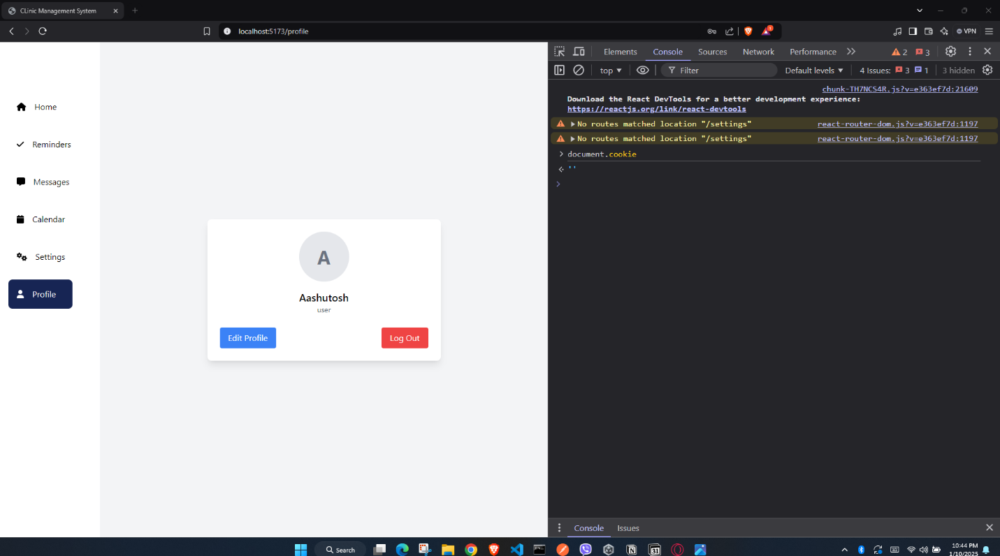 CLinic Management System
localhost:5173/profile
1
VPN
Home
Reminders
Messages
Calendar
Settings
Profile
A
Aashutosh
user
Edit Profile
Log Out
Elements Console Sources Network Performance 2 3
top Filter Default levels 4 Issues: 3 1 3 hidden
chunk-TH7NCS4R.js?v=e363ef7d:21609
Download the React DevTools for a better development experience:
https://reactjs.org/link/react-devtools
No routes matched location "/settings" react-router-dom.js?v=e363ef7d:1197
No routes matched location "/settings" react-router-dom.js?v=e363ef7d:1197
document.cookie
''
Console Issues
Search
31
10:44 PM
1/10/2025